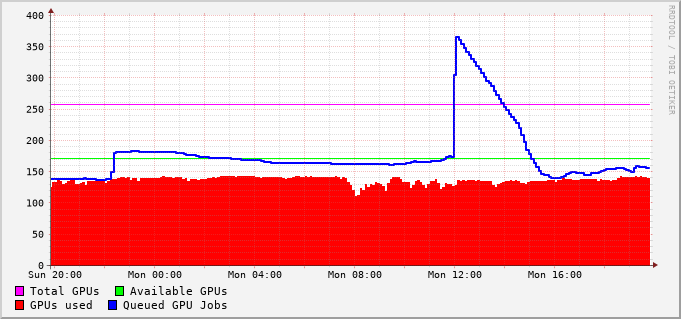 400
350
300
250
200
150
100
50
0
Sun 20:00 Mon 00:00 Mon 04:00 Mon 08:00 Mon 12:00 Mon 16:00
Total GPUs Available GPUs
GPUs used Queued GPU Jobs
RRDTOOL / TOBI OETIKER